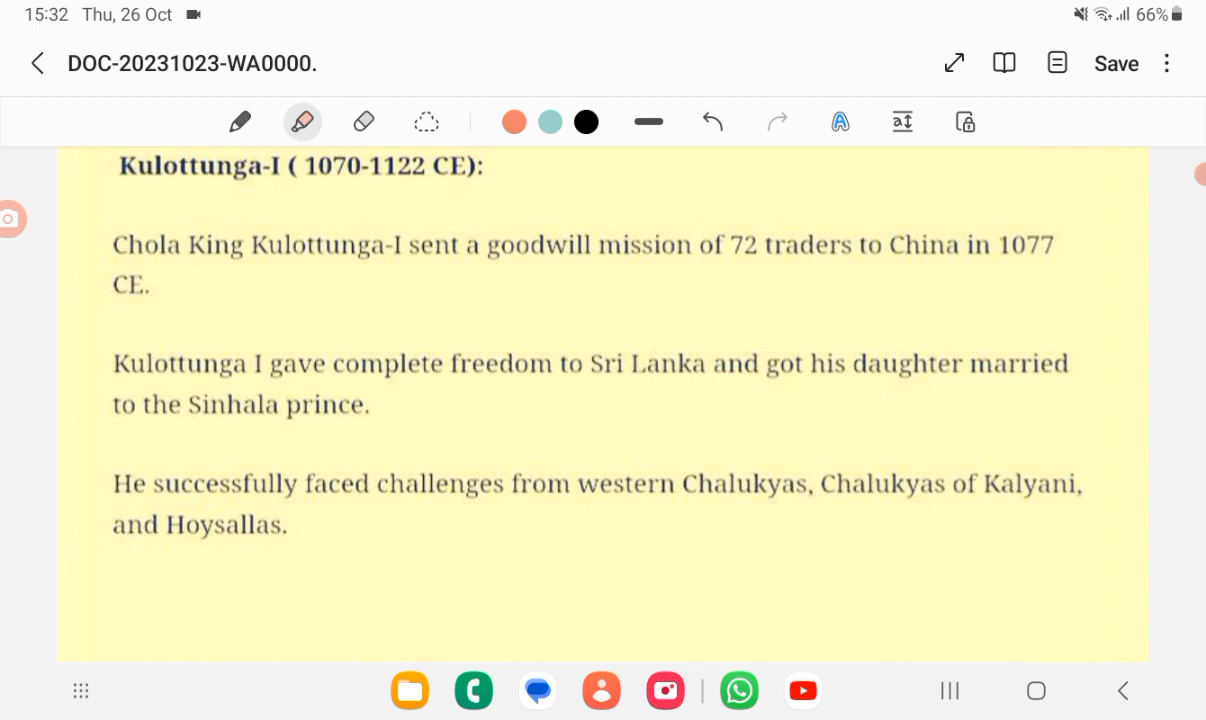 15:32 Thu, 26 Oct 66%
DOC-20231023-WA0000. Save
Kulottunga-I ( 1070-1122 CE):
Chola King Kulottunga-I sent a goodwill mission of 72 traders to China in 1077
CE.
Kulottunga I gave complete freedom to Sri Lanka and got his daughter married
to the Sinhala prince.
He successfully faced challenges from western Chalukyas, Chalukyas of Kalyani,
and Hoysallas.